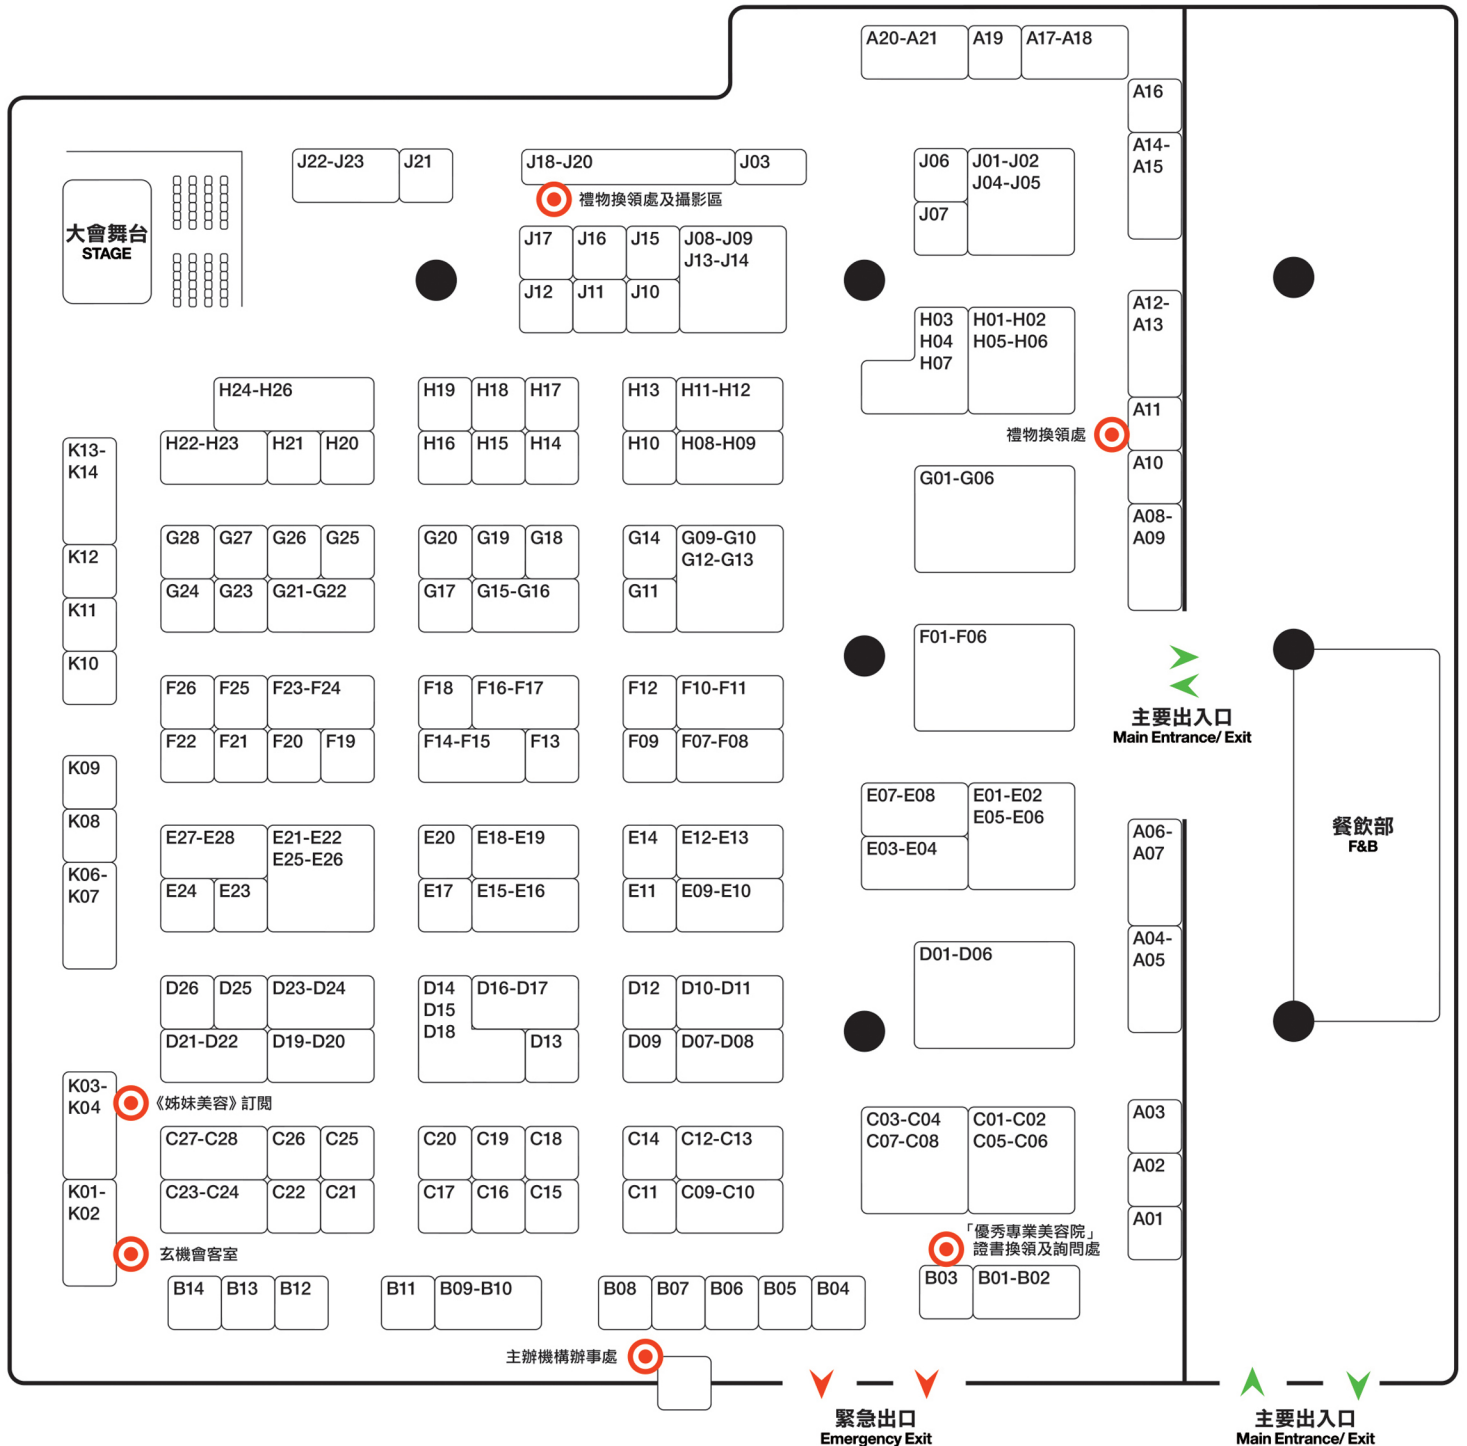 A20-A21
A19
A17-A18
A16
A14-
A15
J22-J23
J21
J18-J20
J03
J06
J01-J02
J04-J05
J07
禮物換領處及攝影區
大會舞台
STAGE
J17
J16
J15
J08-J09
J13-J14
J12
J11
J10
A12-
A13
H03
H04
H07
H01-H02
H05-H06
H24-H26
H19
H18
H17
H13
H11-H12
A11
禮物換領處
H22-H23
H21
H20
H16
H15
H14
H10
H08-H09
K13-
K14
A10
G01-G06
A08-
A09
G28
G27
G26
G25
G20
G19
G18
G14
G09-G10
G12-G13
K12
G24
G23
G21-G22
G17
G15-G16
G11
K11
K10
F01-F06
F26
F25
F23-F24
F18
F16-F17
F12
F10-F11
主要出入口
Main Entrance/ Exit
F22
F21
F20
F19
F14-F15
F13
F09
F07-F08
K09
K08
K06-
K07
E07-E08
E01-E02
E05-E06
E03-E04
E27-E28
E21-E22
E25-E26
E20
E18-E19
E14
E12-E13
A06-
A07
餐飲部
F&B
E24
E23
E17
E15-E16
E11
E09-E10
A04-
A05
D01-D06
D26
D25
D23-D24
D14
D15
D18
D16-D17
D12
D10-D11
D21-D22
D19-D20
D13
D09
D07-D08
K03-
K04
《姊妹美容》訂閱
C03-C04
C07-C08
C01-C02
C05-C06
A03
C27-C28
C26
C25
C20
C19
C18
C14
C12-C13
A02
K01-
K02
C23-C24
C22
C21
C17
C16
C15
C11
C09-C10
A01
玄機會客室
「優秀專業美容院」
證書換領及詢問處
B14
B13
B12
B11
B09-B10
B08
B07
B06
B05
B04
B03
B01-B02
主辦機構辦事處
緊急出口
Emergency Exit
主要出入口
Main Entrance/ Exit